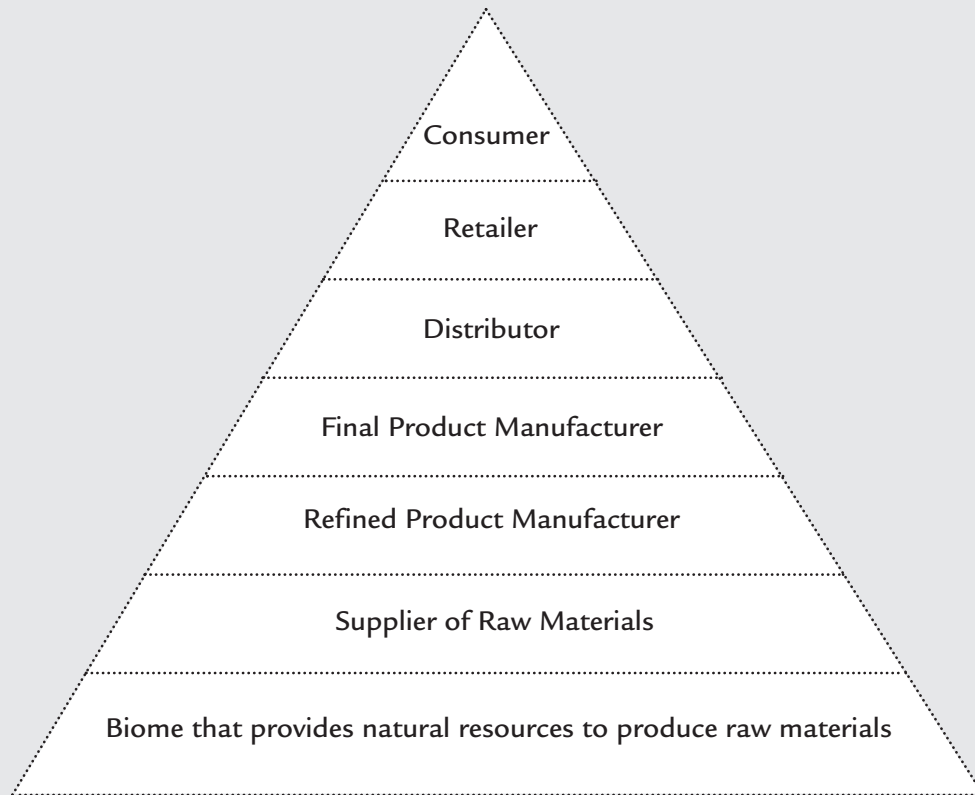 Consumer
Retailer
Distributor
Final Product Manufacturer
Refined Product Manufacturer
Supplier of Raw Materials
Biome that provides natural resources to produce raw materials